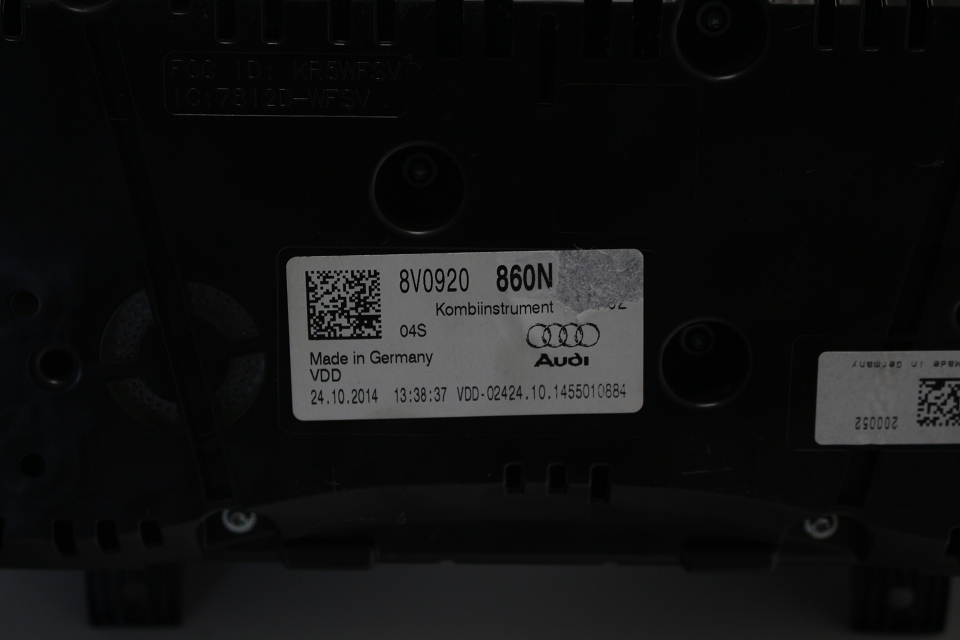 FCC ID: KR5WFSV
IC:7812D-WFSV
8V0920 860N
Kombiinstrument
04S
Audi
Made in Germany
VDD
24.10.2014 13:38:37 VDD-02424.10.1455010884
Made in Germany
200052